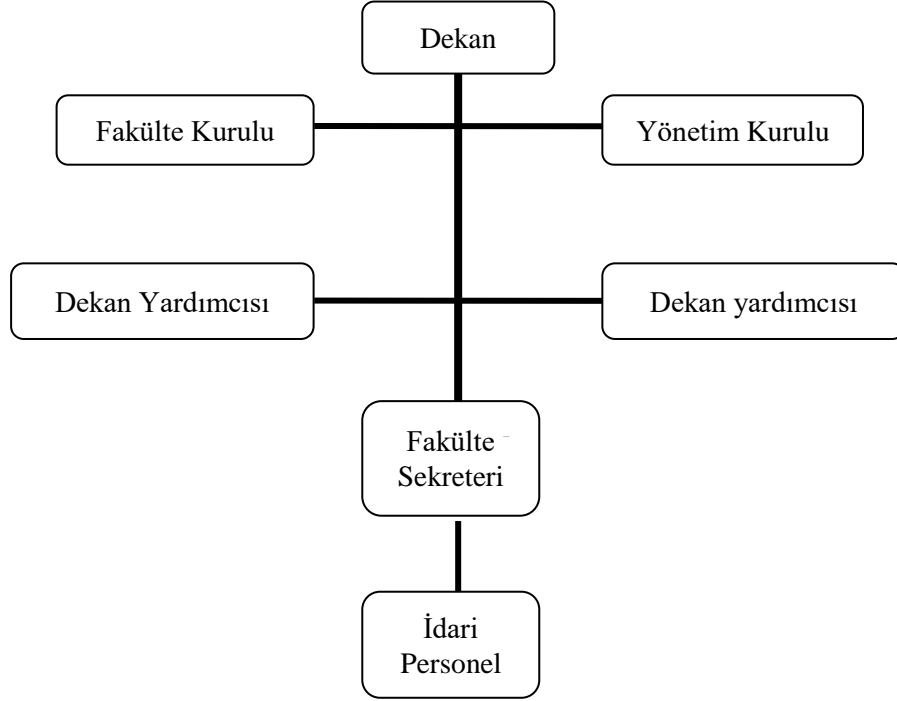 Dekan
Fakülte Kurulu
Yönetim Kurulu
Dekan Yardımcısı
Dekan yardımcısı
Fakülte
Sekreteri
İdari
Personel